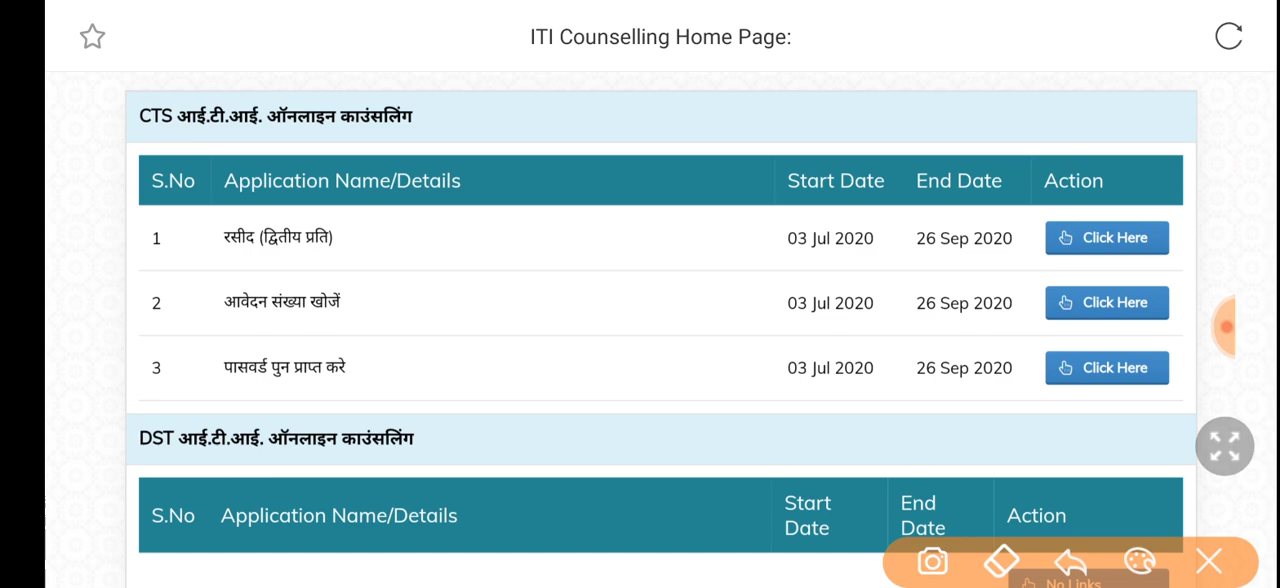 ITI Counselling Home Page:
CTS आई.टी.आई. ऑनलाइन काउंसलिंग
S.No Application Name/Details Start Date End Date Action
1 रसीद (द्वितीय प्रति) 03 Jul 2020 26 Sep 2020 Click Here
2 आवेदन संख्या खोजें 03 Jul 2020 26 Sep 2020 Click Here
3 पासवर्ड पुन प्राप्त करे 03 Jul 2020 26 Sep 2020 Click Here
DST आई.टी.आई. ऑनलाइन काउंसलिंग
S.No Application Name/Details Start Date End Date Action
No Links